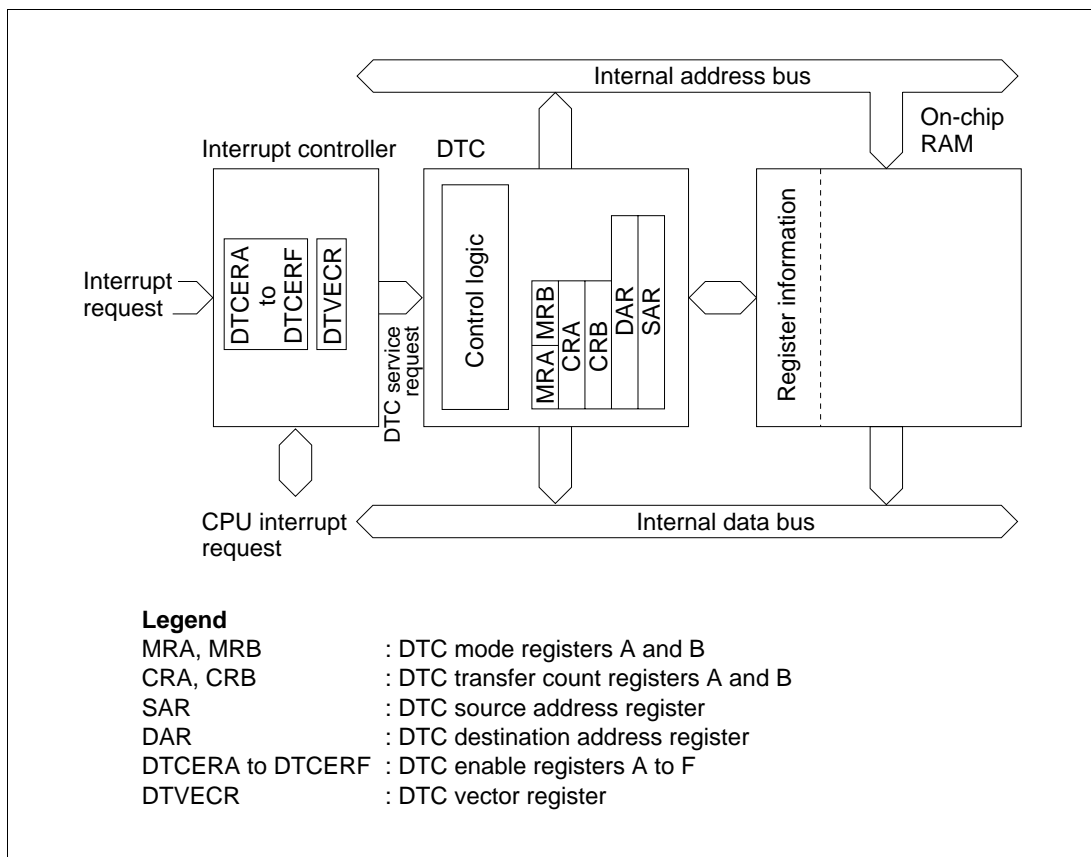 Internal address bus
On-chip
RAM
Interrupt controller
DTC
Interrupt
request
DTCERA
to
DTCERF
DTVECR
DTC service
request
Control logic
MRA
MRB
CRA
CRB
DAR
SAR
Register information
CPU interrupt
request
Internal data bus
Legend
MRA, MRB : DTC mode registers A and B
CRA, CRB : DTC transfer count registers A and B
SAR : DTC source address register
DAR : DTC destination address register
DTCERA to DTCERF : DTC enable registers A to F
DTVECR : DTC vector register